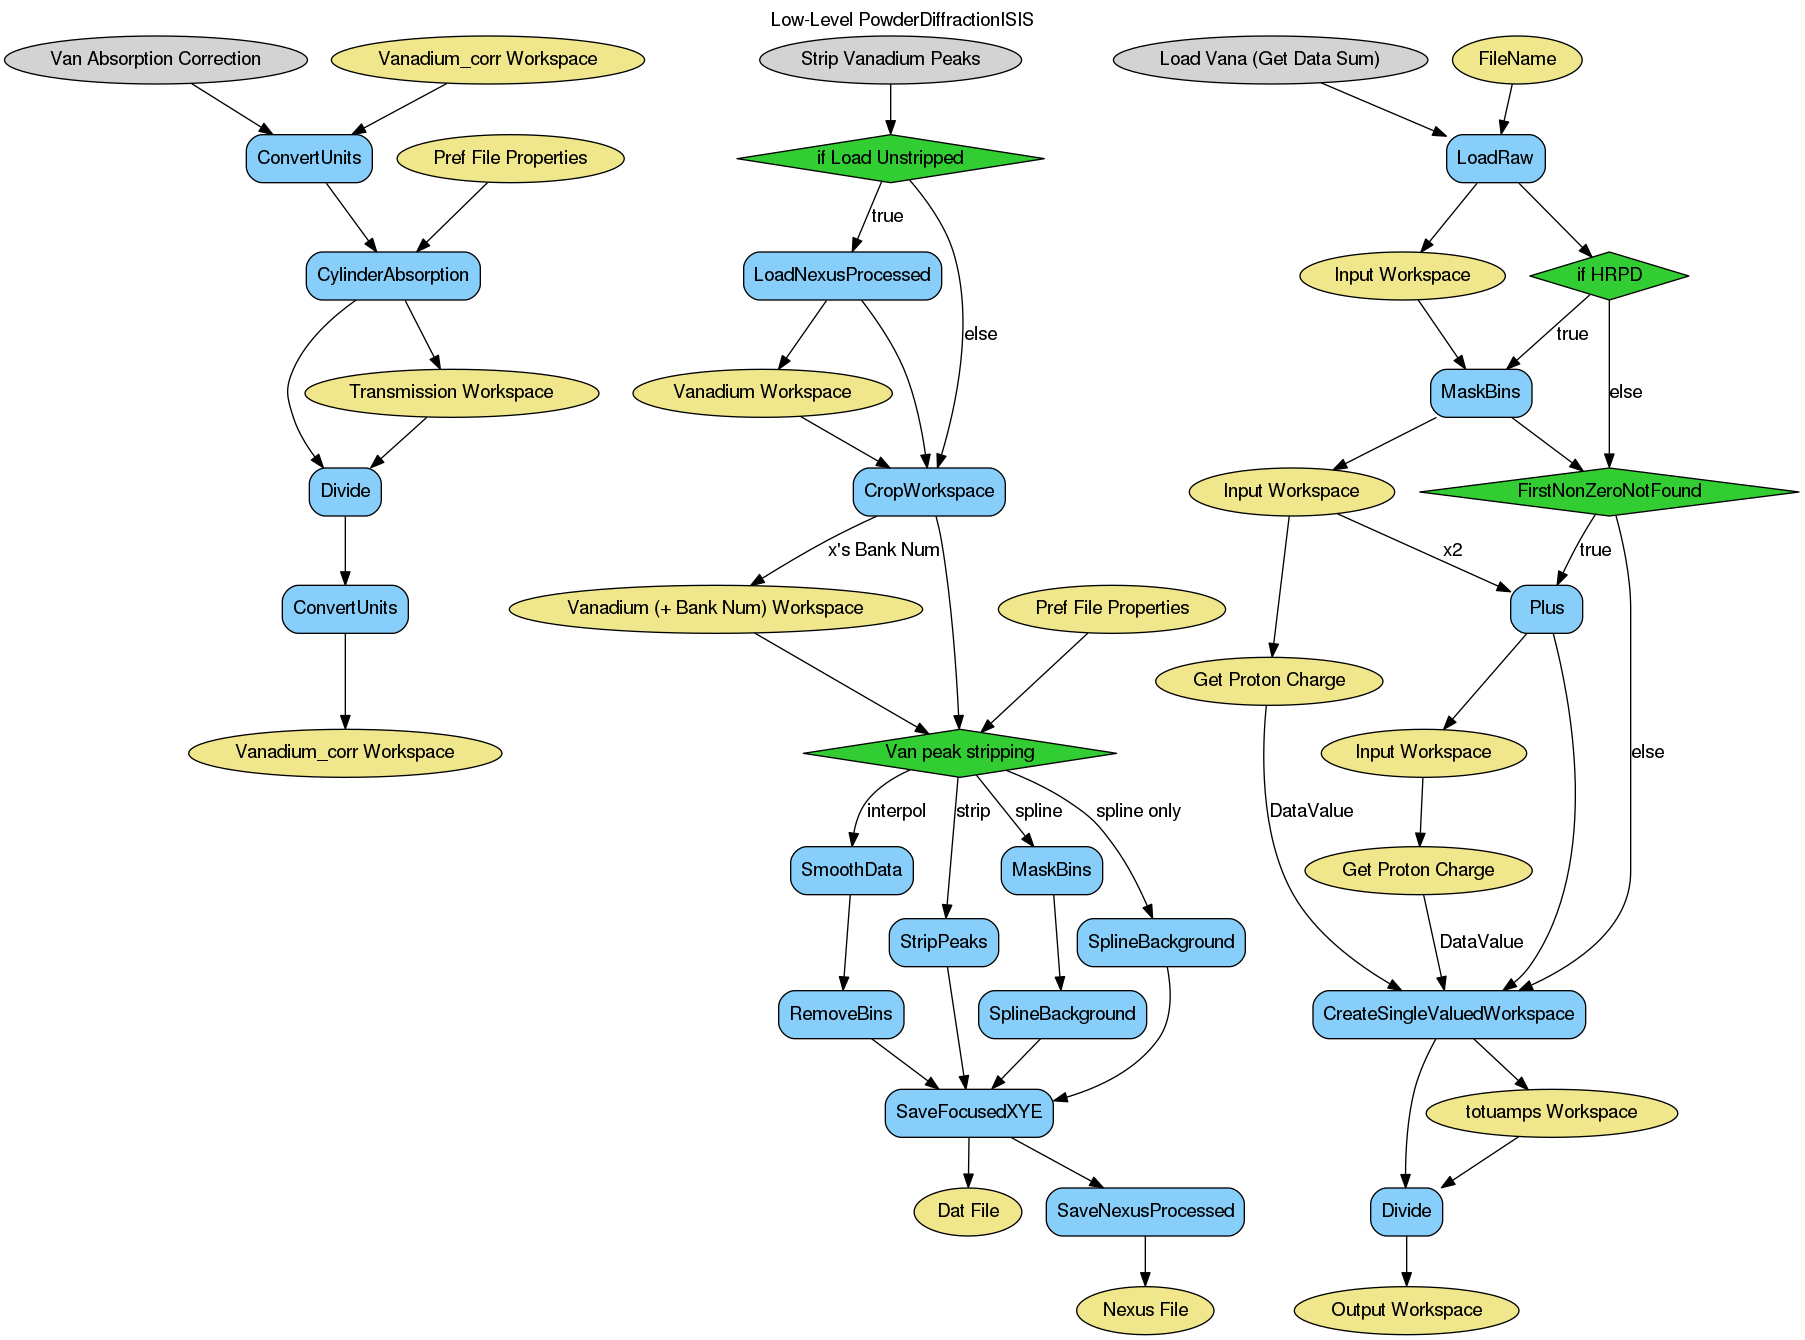 Low-Level PowderDiffractionISIS
Van Absorption Correction
Vanadium_corr Workspace
ConvertUnits
Pref File Properties
CylinderAbsorption
Transmission Workspace
Divide
ConvertUnits
Vanadium_corr Workspace
Strip Vanadium Peaks
if Load Unstripped
true
LoadNexusProcessed
else
Vanadium Workspace
CropWorkspace
x's Bank Num
Vanadium (+ Bank Num) Workspace
Pref File Properties
Van peak stripping
interpol
strip
spline
spline only
SmoothData
MaskBins
StripPeaks
SplineBackground
RemoveBins
SplineBackground
SaveFocusedXYE
Dat File
SaveNexusProcessed
Nexus File
Load Vana (Get Data Sum)
FileName
LoadRaw
Input Workspace
if HRPD
true
MaskBins
else
Input Workspace
FirstNonZeroNotFound
x2
true
Plus
Get Proton Charge
Input Workspace
else
DataValue
Get Proton Charge
DataValue
CreateSingleValuedWorkspace
totuamps Workspace
Divide
Output Workspace